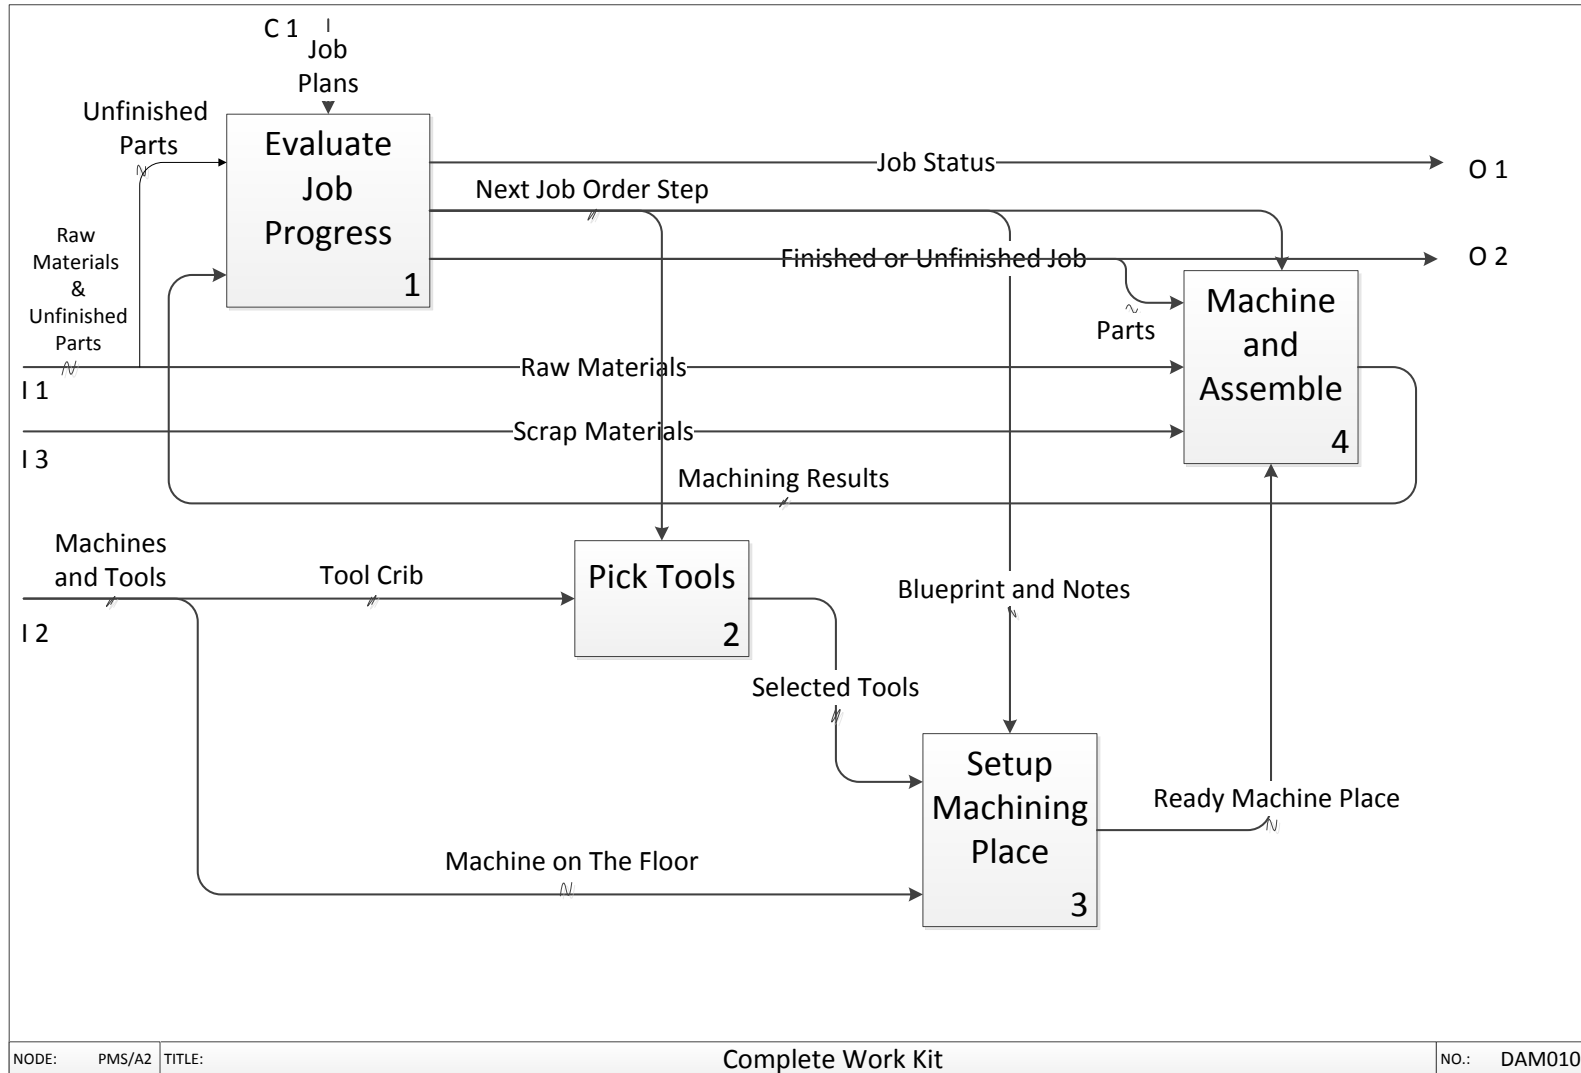 C 1
Job
Plans
Unfinished
Parts
Evaluate
Job
Progress
1
Job Status
O 1
Next Job Order Step
Raw
Materials
&
Unfinished
Parts
Finished or Unfinished Job
O 2
Parts
Machine
and
Assemble
4
Raw Materials
I 1
Scrap Materials
I 3
Machining Results
Machines
and Tools
Tool Crib
Pick Tools
2
Blueprint and Notes
I 2
Selected Tools
Setup
Machining
Place
3
Ready Machine Place
Machine on The Floor
NODE: PMS/A2 TITLE: Complete Work Kit NO.: DAM010